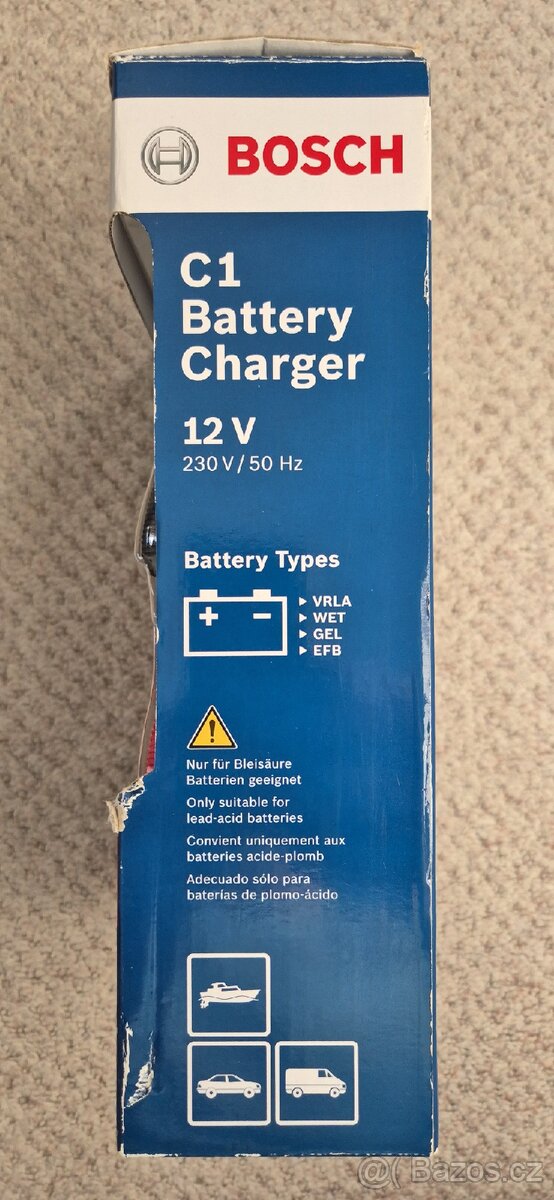 BOSCH
C1
Battery
Charger
12 V
230 V / 50 Hz
Battery Types
VRLA
WET
GEL
EFB
Nur für Bleisäure
Batterien geeignet
Only suitable for
lead-acid batteries
Convient uniquement aux
batteries acide-plomb
Adecuado sólo para
baterías de plomo-ácido
Bazos.cz